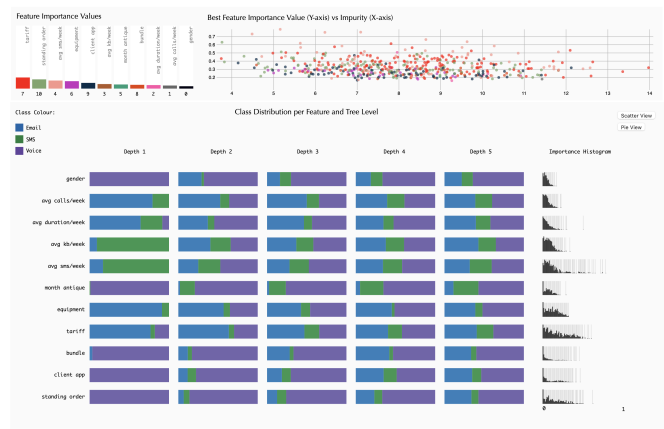 Feature Importance Values
Best Feature Importance Value (Y-axis) vs Impurity (X-axis)
tariff
standing order
avg sms/week
equipment
client app
avg kb/week
month antique
bundle
avg duration/week
avg calls/week
gender
7 10 4 6 9 3 5 8 2 1 0
0.7
0.6
0.5
0.4
0.3
0.2
4 5 6 7 8 9 10 11 12 13 14
Class Colour:
Class Distribution per Feature and Tree Level
Scatter View
Pie View
Email
SMS
Voice
Depth 1 Depth 2 Depth 3 Depth 4 Depth 5 Importance Histogram
gender
avg calls/week
avg duration/week
avg kb/week
avg sms/week
month antique
equipment
tariff
bundle
client app
standing order
0 1